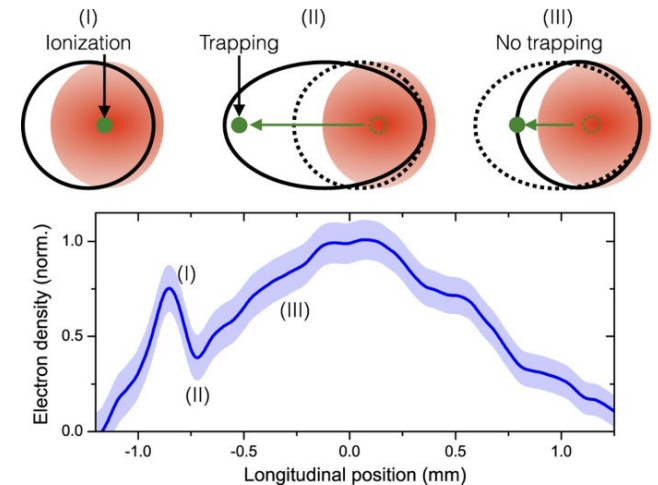 (I)
Ionization
(II)
Trapping
(III)
No trapping
Electron density (norm.)
1.0
0.5
0.0
(I)
(II)
(III)
-1.0
-0.5
0.0
0.5
1.0
Longitudinal position (mm)